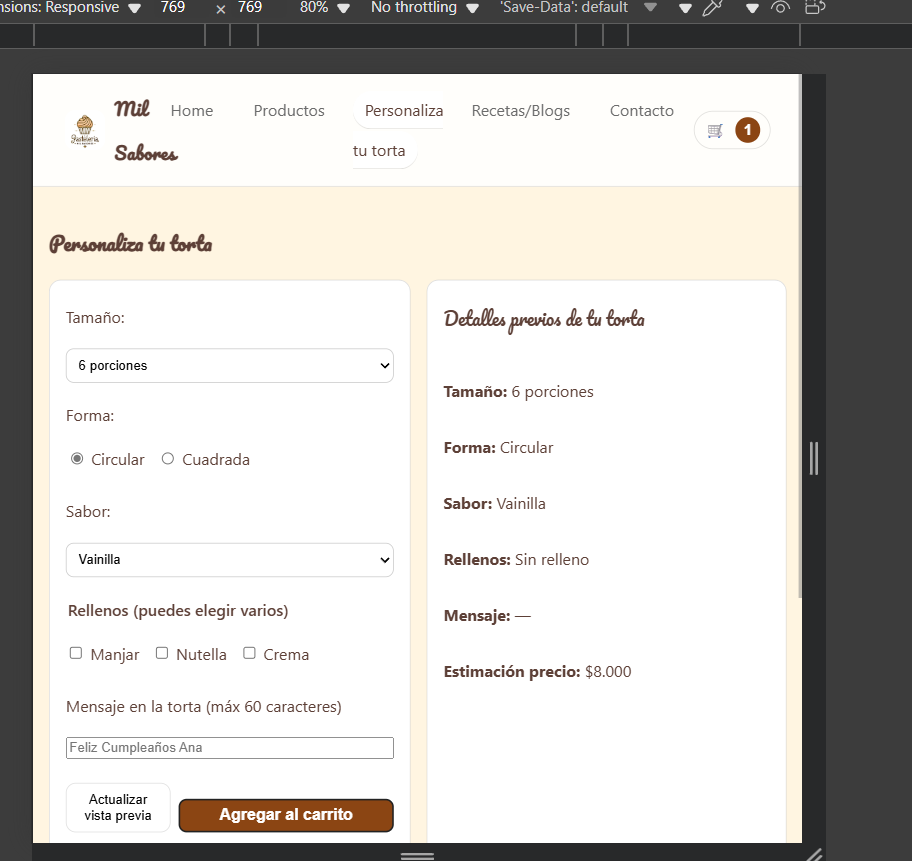 nsions: Responsive 769 × 769 80% No throttling 'Save-Data': default
Mil
Sabores
Home Productos Personaliza
tu torta
Recetas/Blogs Contacto 1
Personaliza tu torta
Tamaño:
6 porciones
Forma:
Circular Cuadrada
Sabor:
Vainilla
Rellenos (puedes elegir varios)
Manjar Nutella Crema
Mensaje en la torta (máx 60 caracteres)
Feliz Cumpleaños Ana
Actualizar
vista previa
Agregar al carrito
Detalles previos de tu torta
Tamaño: 6 porciones
Forma: Circular
Sabor: Vainilla
Rellenos: Sin relleno
Mensaje: —
Estimación precio: $8.000